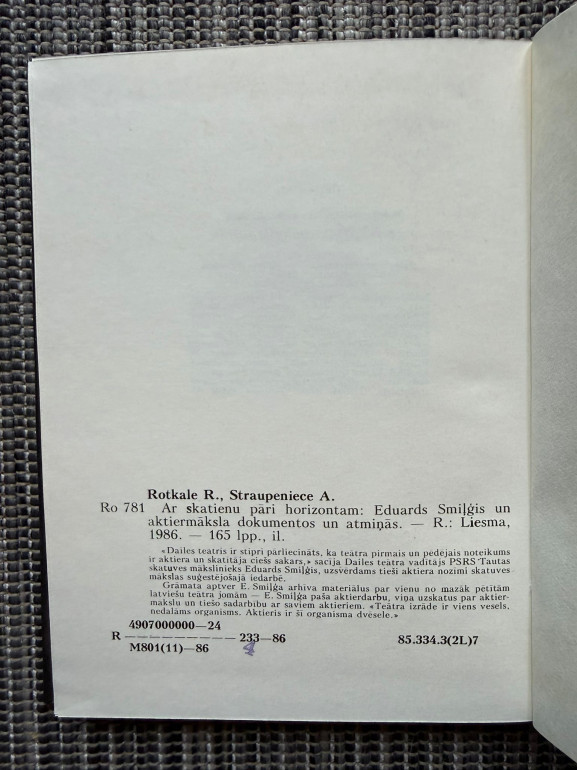 Rotkale R., Straupeniece A.
Ro 781 Ar skatienu pāri horizontam: Eduards Smiļģis un
aktiermāksla dokumentos un atmiņās. — R.: Liesma,
1986. — 165 lpp., il.
«Dailes teātris ir stipri pārliecināts, ka teātra pirmais un pēdējais noteikums
ir aktiera un skatītāja ciešs sakars,» sacīja Dailes teātra vadītājs PSRS Tautas
skatuves mākslinieks Eduards Smiļģis, uzsvērdams tieši aktiera nozīmi skatuves
mākslas suģestējošajā iedarbē.
Grāmata aptver E. Smiļģa arhīva materiālus par vienu no mazāk pētītām
latviešu teātra jomām — E. Smiļģa paša aktierdarbu, viņa uzskatus par aktier-
mākslu un tiešo sadarbību ar saviem aktieriem. «Teātra izrāde ir viens vesels,
nedalāms organisms. Aktieris ir šī organisma dvēsele.»
4907000000—24
R — — — — — — — — 233—86 85.334.3(2L)7
M801(11)—86 4